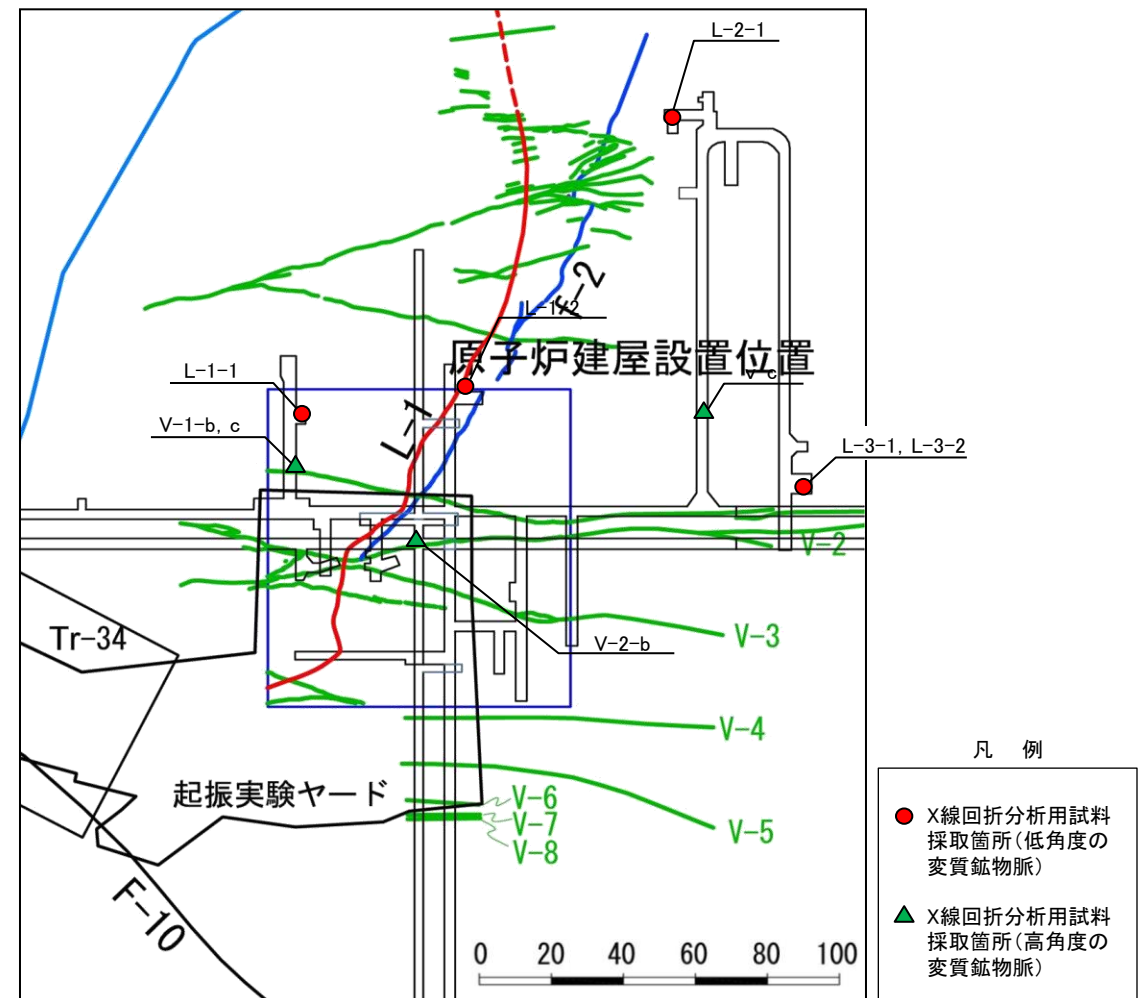 L-2-1
f-2
L-1-2
原子炉建屋設置位置
L-1-1
V-c
L-1
V-1-b, c
L-3-1, L-3-2
V-2
Tr-34
V-2-b
V-3
V-4
起振実験ヤード
V-6
V-7
V-5
V-8
F-10
0 20 40 60 80 100
凡 例
X線回折分析用試料
採取箇所(低角度の
変質鉱物脈)
X線回折分析用試料
採取箇所(高角度の
変質鉱物脈)